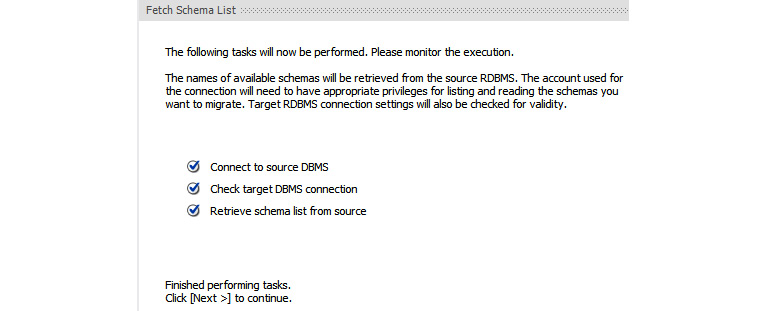 Fetch Schema List
The following tasks will now be performed. Please monitor the execution.
The names of available schemas will be retrieved from the source RDBMS. The account used for
the connection will need to have appropriate privileges for listing and reading the schemas you
want to migrate. Target RDBMS connection settings will also be checked for validity.
Connect to source DBMS
Check target DBMS connection
Retrieve schema list from source
Finished performing tasks.
Click [Next >] to continue.